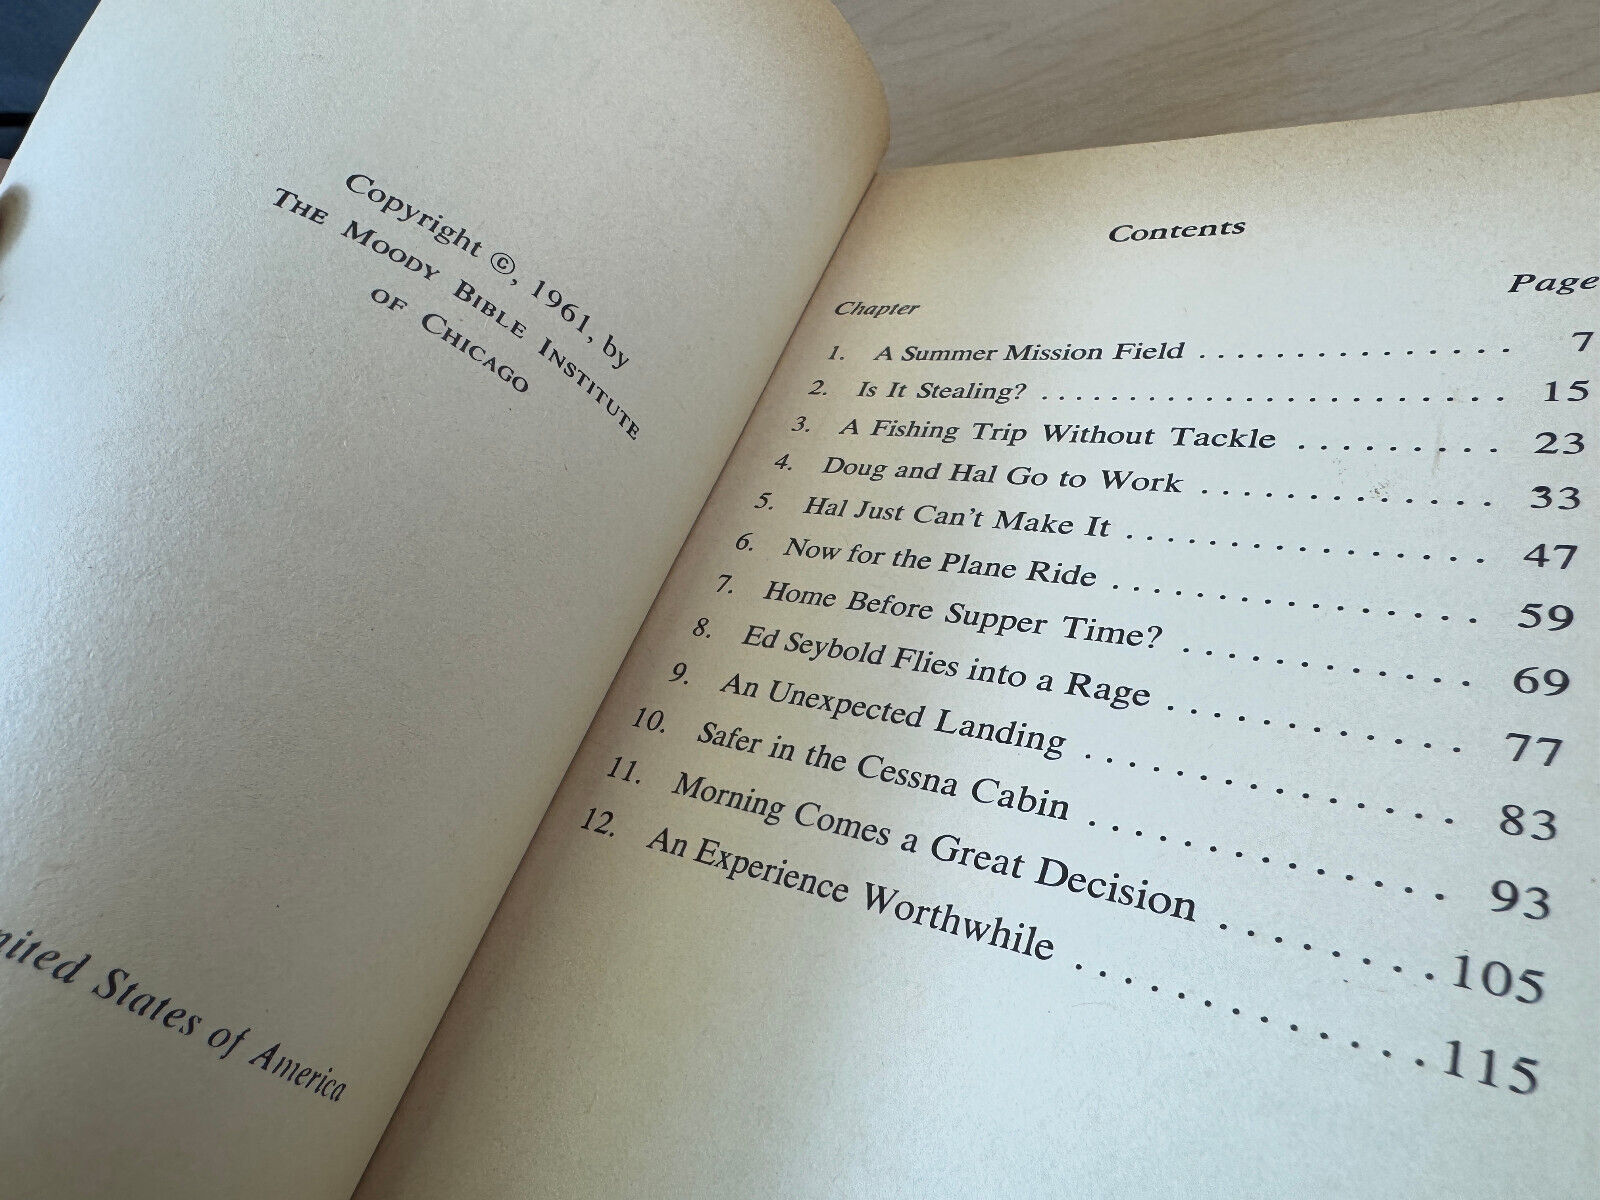 Copyright ©, 1961, by
THE MOODY BIBLE INSTITUTE
OF CHICAGO
United States of America
Contents
Chapter Page
1. A Summer Mission Field . . . . . . . . . . . . . . . . 7
2. Is It Stealing? . . . . . . . . . . . . . . . . . . . . . . . 15
3. A Fishing Trip Without Tackle . . . . . . . . . 23
4. Doug and Hal Go to Work . . . . . . . . . . . . . 33
5. Hal Just Can't Make It . . . . . . . . . . . . . . . 47
6. Now for the Plane Ride . . . . . . . . . . . . . . . 59
7. Home Before Supper Time? . . . . . . . . . . . . 69
8. Ed Seybold Flies into a Rage . . . . . . . . . . . 77
9. An Unexpected Landing . . . . . . . . . . . . . . 83
10. Safer in the Cessna Cabin . . . . . . . . . . . . . 93
11. Morning Comes a Great Decision . . . . . . . . 105
12. An Experience Worthwhile . . . . . . . . . . . . . 115